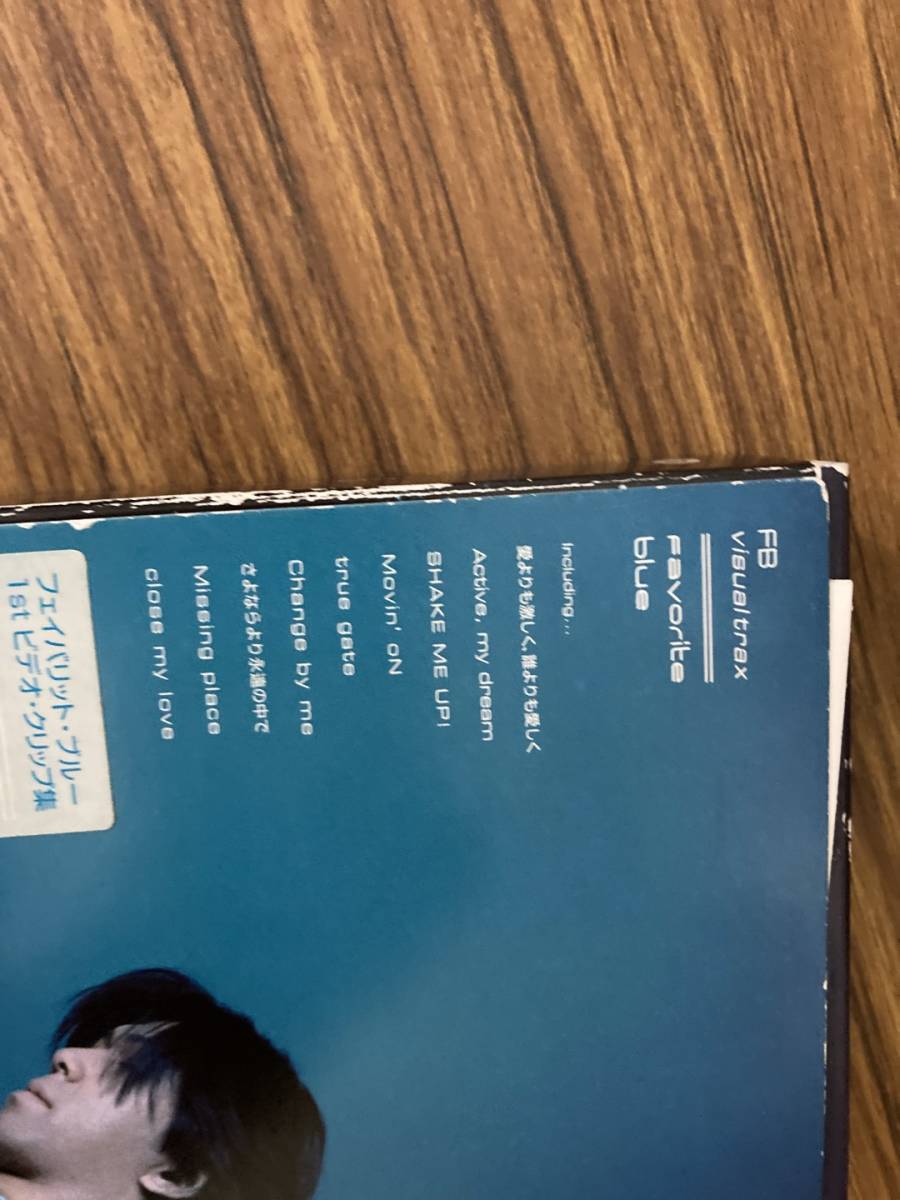 FB
visual trax
Favorite
blue
Including...
愛よりも激しく、誰よりも愛しく
Active, my dream
SHAKE ME UP!
Movin' oN
true gate
Change by me
さよならより永遠の中で
Missing place
close my love
フェイバリット・ブルー
1st ビデオ・クリップ集